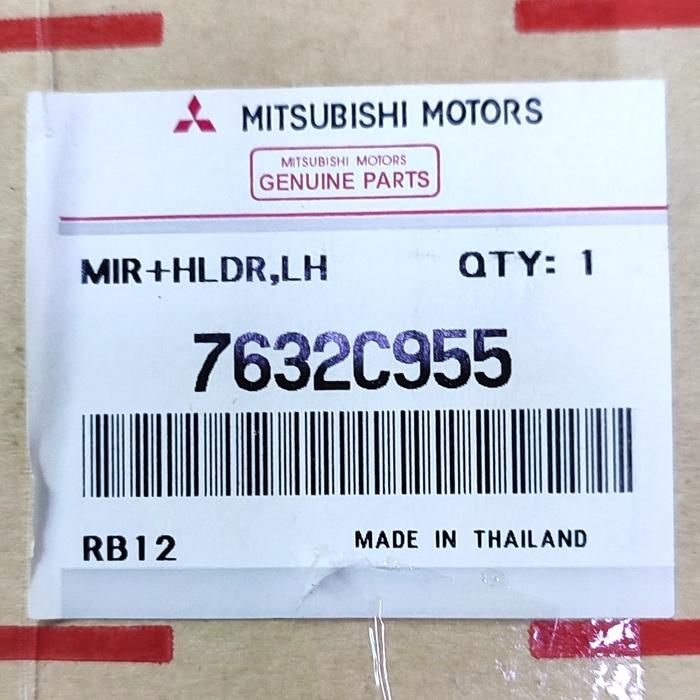 MITSUBISHI MOTORS
MITSUBISHI MOTORS
GENUINE PARTS
MIR+HLDR,LH QTY: 1
7632C955
RB12 MADE IN THAILAND